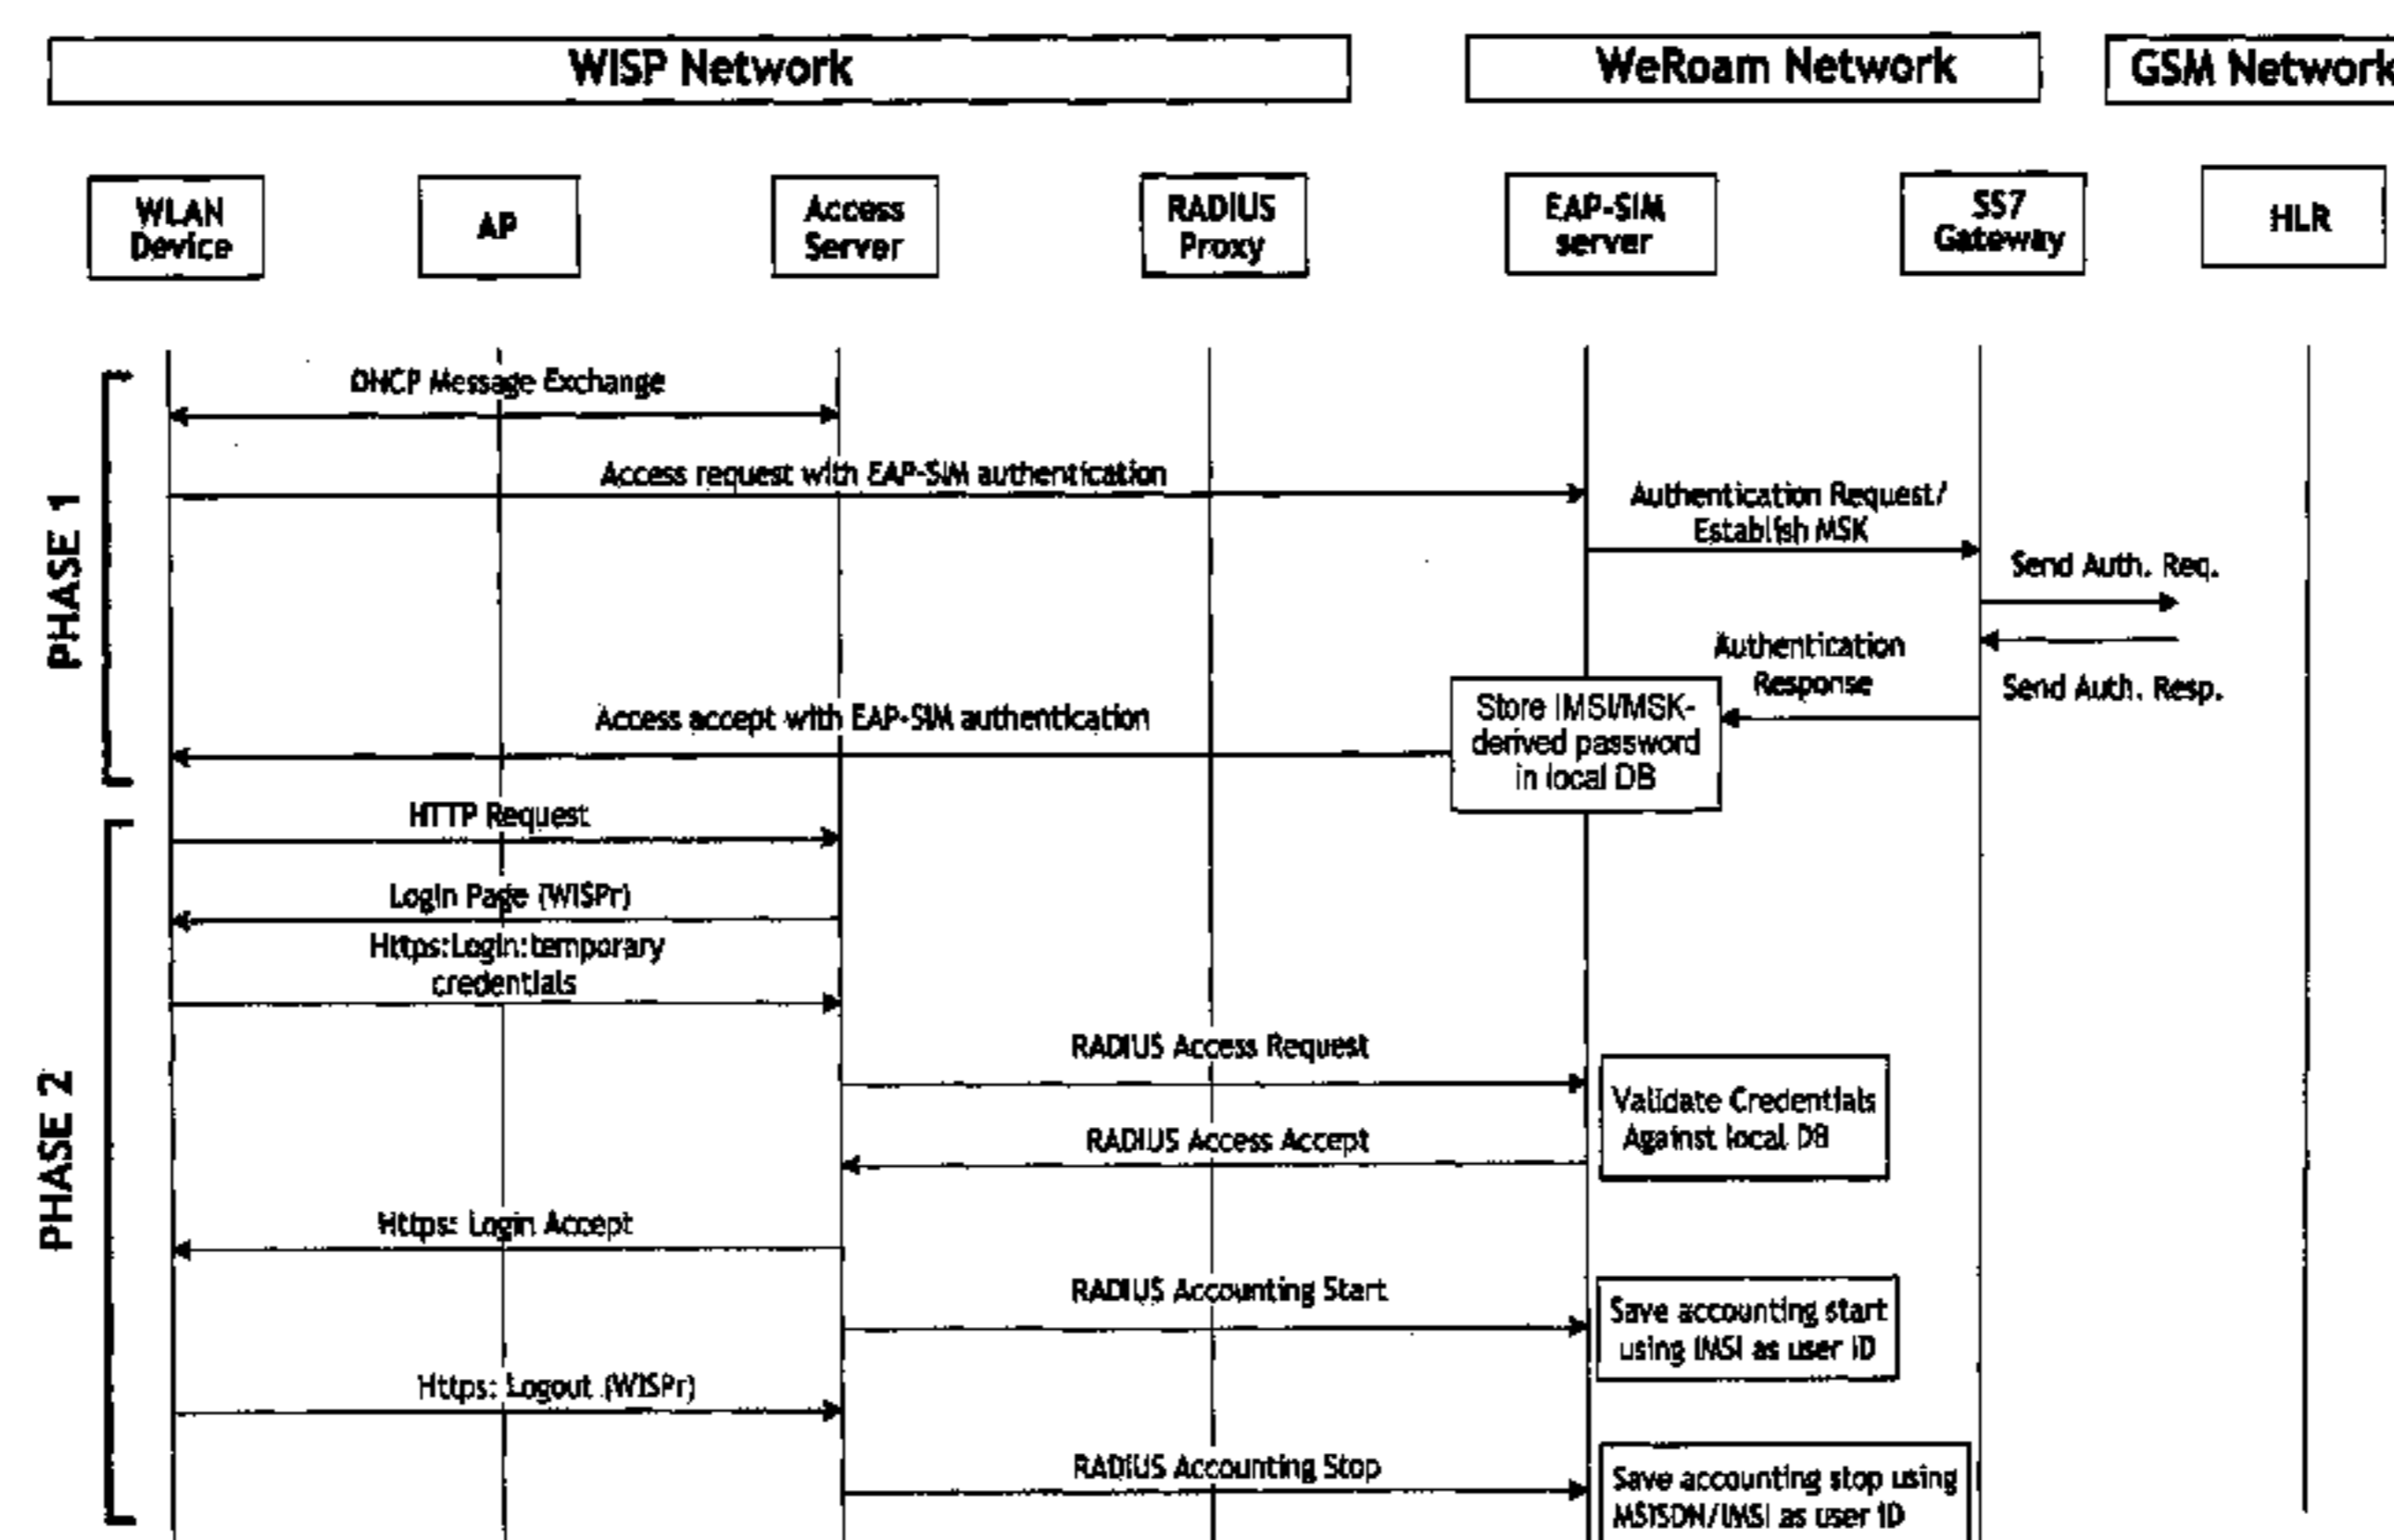 WISP Network
WeRoam Network
GSM Network
WLAN
Device
AP
Access
Server
RADIUS
Proxy
EAP-SIM
server
SS7
Gateway
HLR
PHASE 1
DHCP Message Exchange
Access request with EAP-SIM authentication
Authentication Request/
Establish MSK
Send Auth. Req.
Authentication
Response
Send Auth. Resp.
Store IMSI/MSK-
derived password
in local DB
Access accept with EAP-SIM authentication
PHASE 2
HTTP Request
Login Page (WISPr)
Https:Login:temporary
credentials
RADIUS Access Request
Validate Credentials
Against local DB
RADIUS Access Accept
Https: Login Accept
RADIUS Accounting Start
Save accounting start
using IMSI as user ID
Https: Logout (WISPr)
RADIUS Accounting Stop
Save accounting stop using
MSISDN/IMSI as user ID